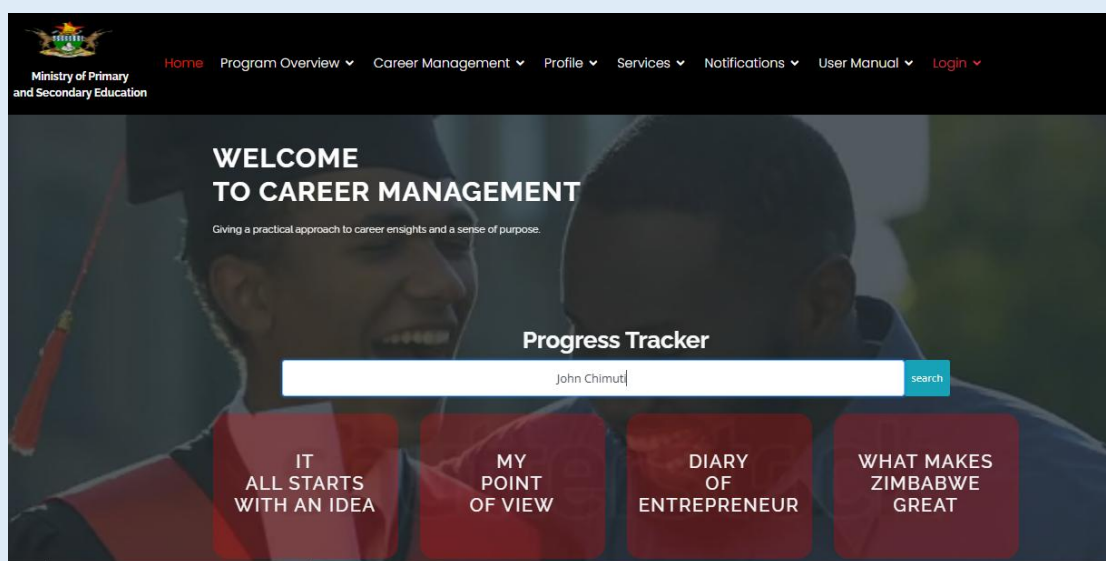 Ministry of Primary
and Secondary Education
Home Program Overview Career Management Profile Services Notifications User Manual Login
WELCOME
TO CAREER MANAGEMENT
Giving a practical approach to career ensights and a sense of purpose.
Progress Tracker
John Chimuti
search
IT
ALL STARTS
WITH AN IDEA
MY
POINT
OF VIEW
DIARY
OF
ENTREPRENEUR
WHAT MAKES
ZIMBABWE
GREAT